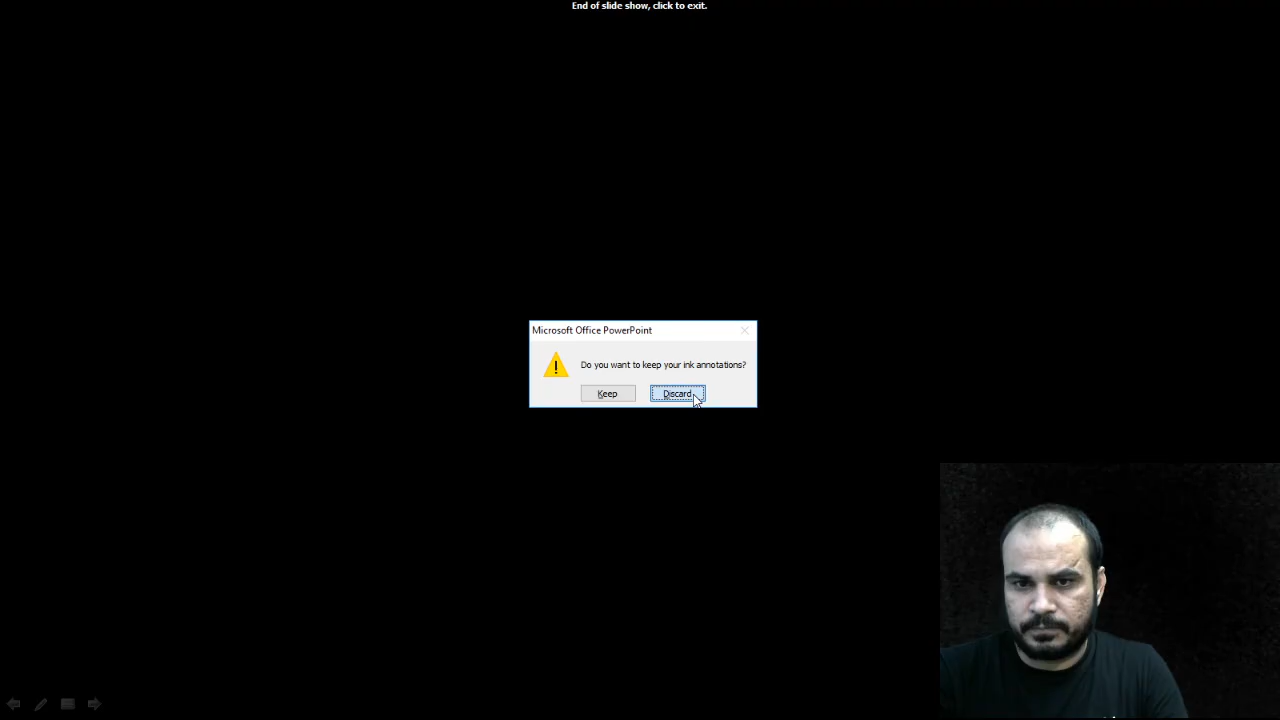 End of slide show, click to exit.
Microsoft Office PowerPoint
Do you want to keep your ink annotations?
Keep Discard